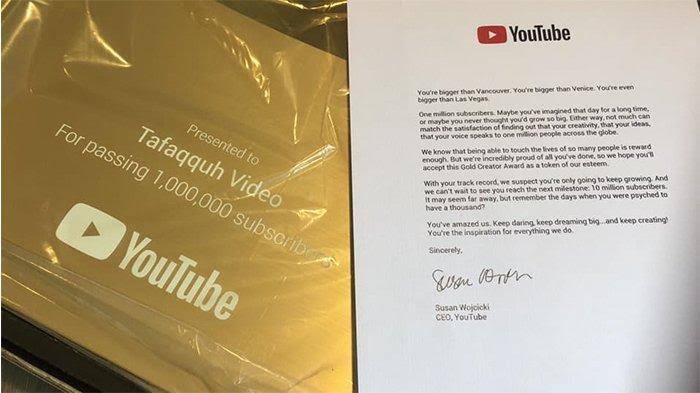 Presented to
Tafaqquh Video
For passing 1,000,000 subscribers
YouTube
YouTube
You're bigger than Vancouver. You're bigger than Venice. You're even
bigger than Las Vegas.
One million subscribers. Maybe you've imagined that day for a long time,
or maybe you never thought you'd grow so big. Either way, not much can
match the satisfaction of finding out that your creativity, that your ideas,
that your voice speaks to one million people across the globe.
We know that being able to touch the lives of so many people is reward
enough. But we're incredibly proud of all you've done, so we hope you'll
accept this Gold Creator Award as a token of our esteem.
With your track record, we suspect you're only going to keep growing. And
we can't wait to see you reach the next milestone: 10 million subscribers.
It may seem far away, but remember the days when you were psyched to
have a thousand?
You've amazed us. Keep daring, keep dreaming big...and keep creating!
You're the inspiration for everything we do.
Sincerely,
Susan Wojcicki
CEO, YouTube